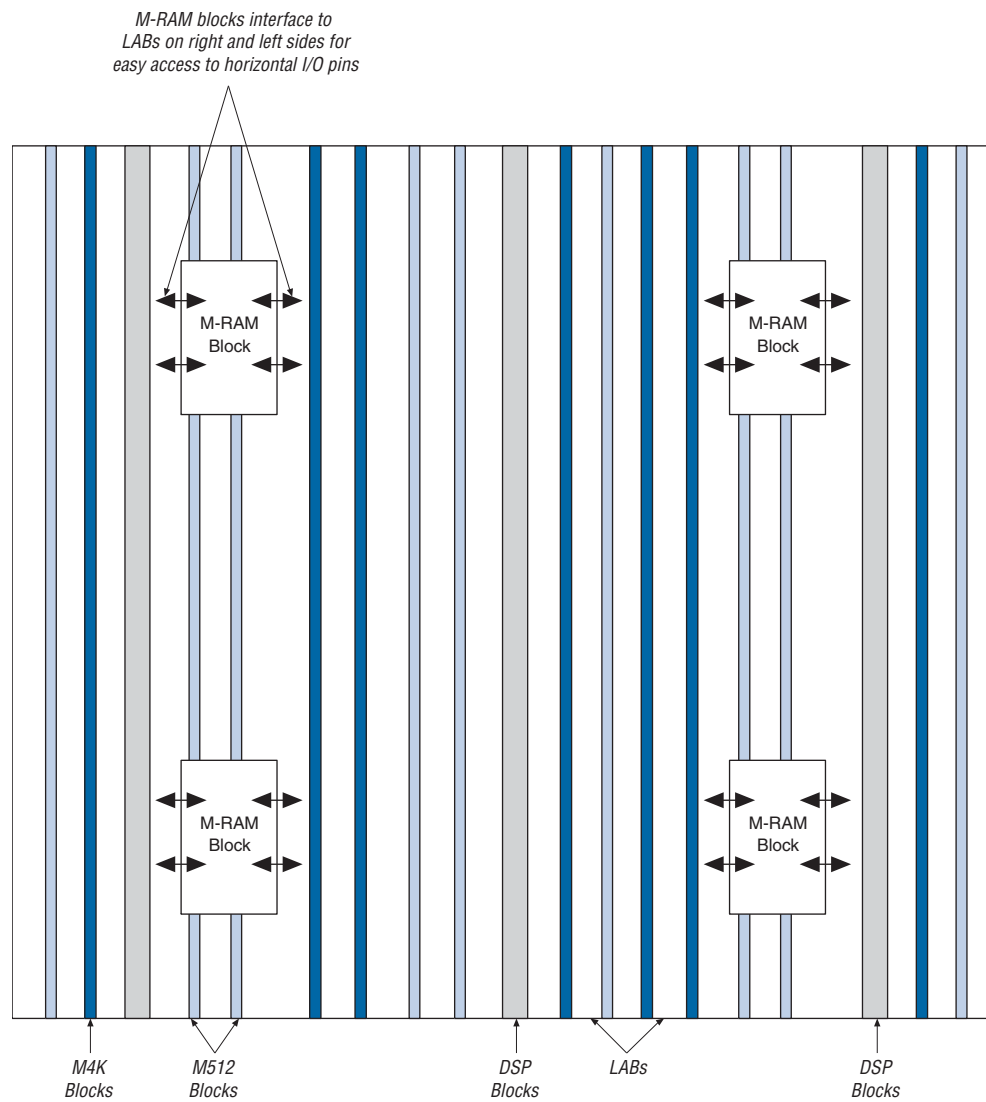 M-RAM blocks interface to
LABs on right and left sides for
easy access to horizontal I/O pins
M-RAM
Block
M-RAM
Block
M-RAM
Block
M-RAM
Block
M4K
Blocks
M512
Blocks
DSP
Blocks
LABs
DSP
Blocks